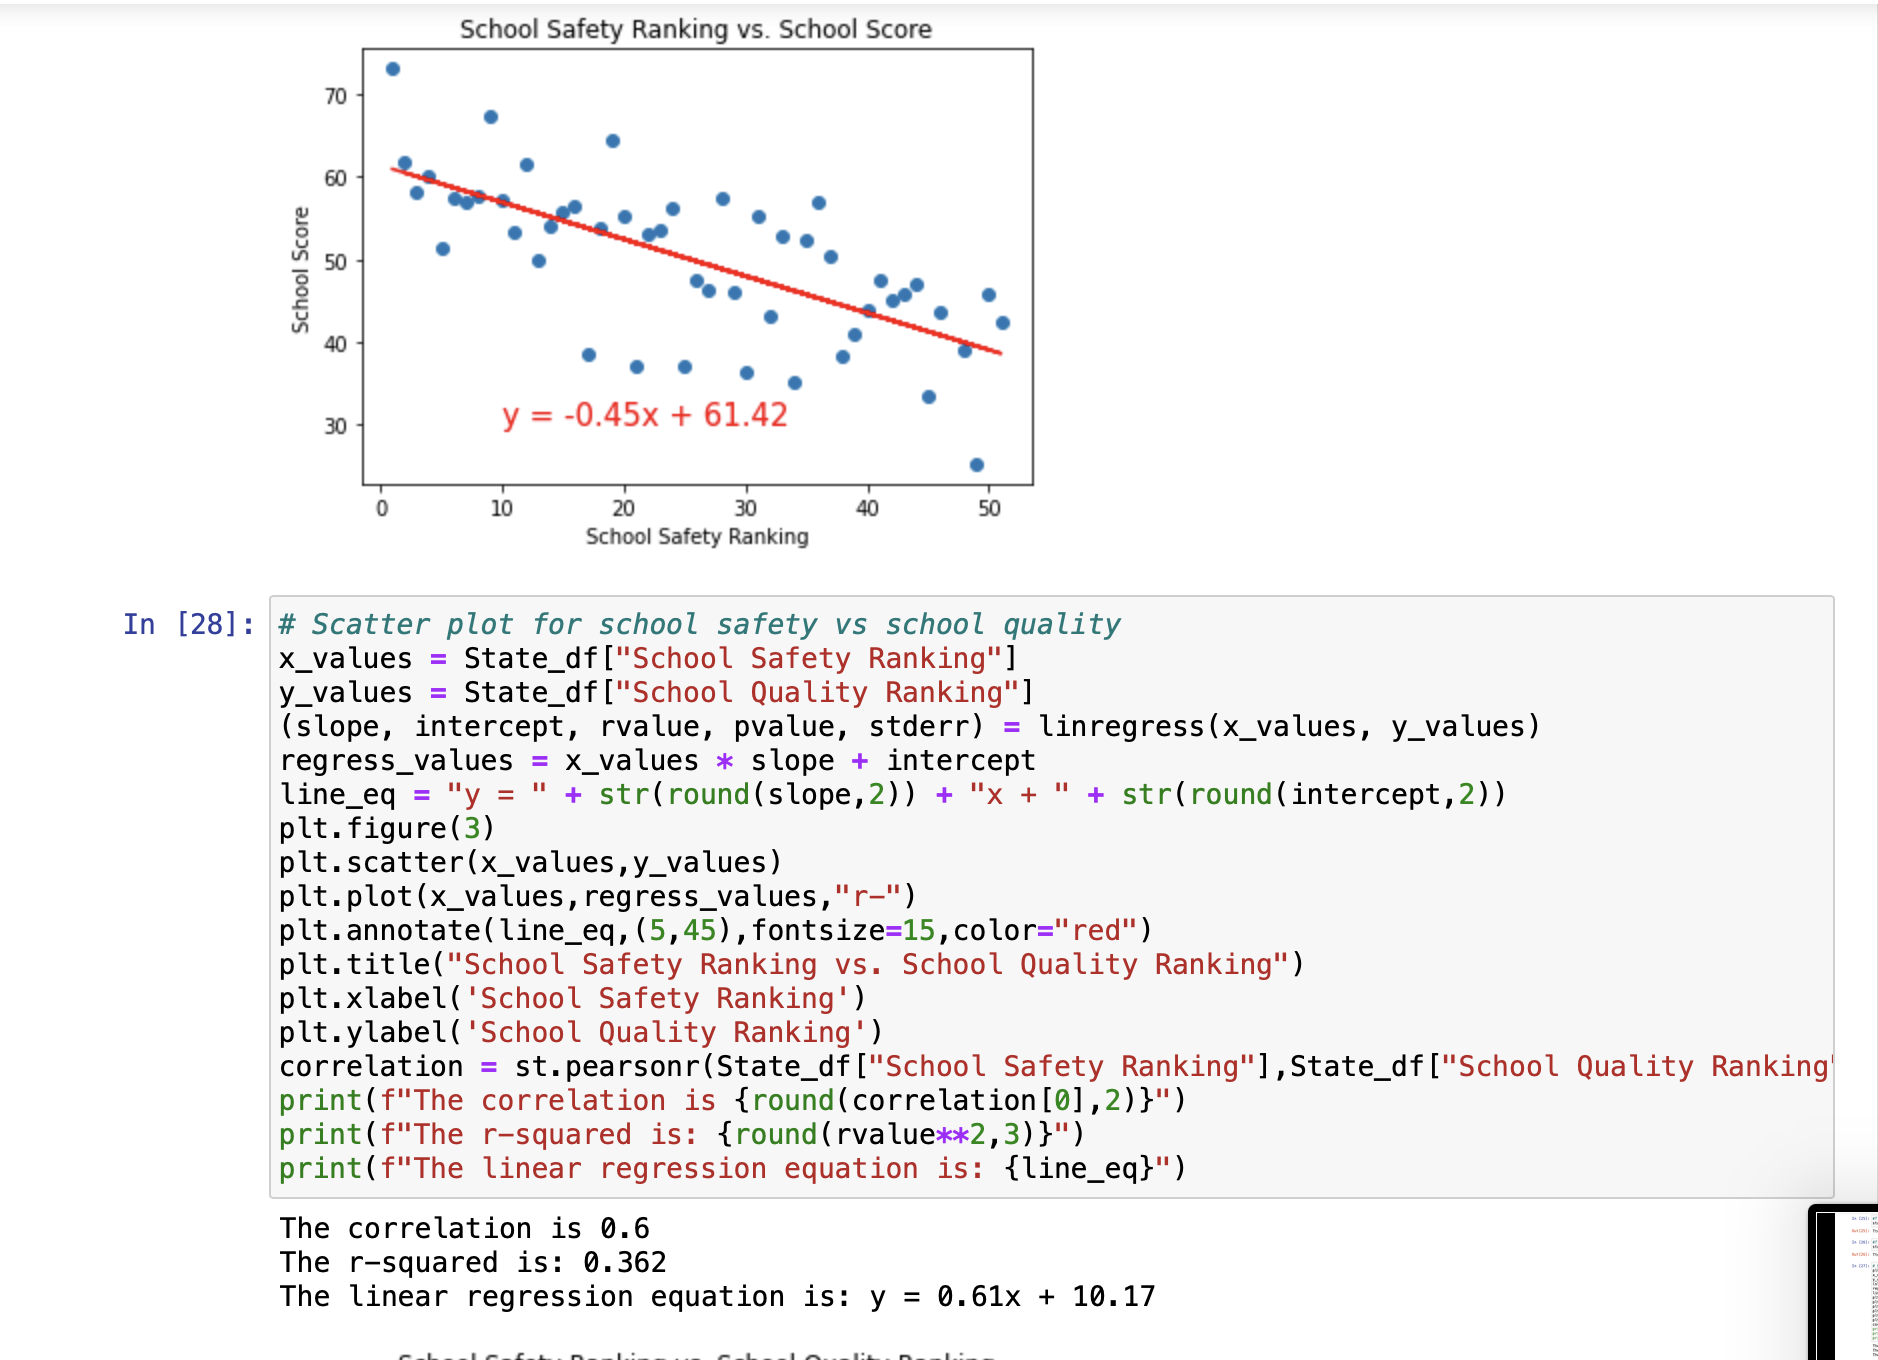 School Safety Ranking vs. School Score
70
60
50
40
30
School Score
y = -0.45x + 61.42
0 10 20 30 40 50
School Safety Ranking
In [28]:
# Scatter plot for school safety vs school quality
x_values = State_df["School Safety Ranking"]
y_values = State_df["School Quality Ranking"]
(slope, intercept, rvalue, pvalue, stderr) = linregress(x_values, y_values)
regress_values = x_values * slope + intercept
line_eq = "y = " + str(round(slope,2)) + "x + " + str(round(intercept,2))
plt.figure(3)
plt.scatter(x_values,y_values)
plt.plot(x_values,regress_values,"r-")
plt.annotate(line_eq,(5,45),fontsize=15,color="red")
plt.title("School Safety Ranking vs. School Quality Ranking")
plt.xlabel('School Safety Ranking')
plt.ylabel('School Quality Ranking')
correlation = st.pearsonr(State_df["School Safety Ranking"],State_df["School Quality Ranking"
print(f"The correlation is {round(correlation[0],2)}")
print(f"The r-squared is: {round(rvalue**2,3)}")
print(f"The linear regression equation is: {line_eq}")
The correlation is 0.6
The r-squared is: 0.362
The linear regression equation is: y = 0.61x + 10.17
School Safety Ranking vs. School Quality Ranking